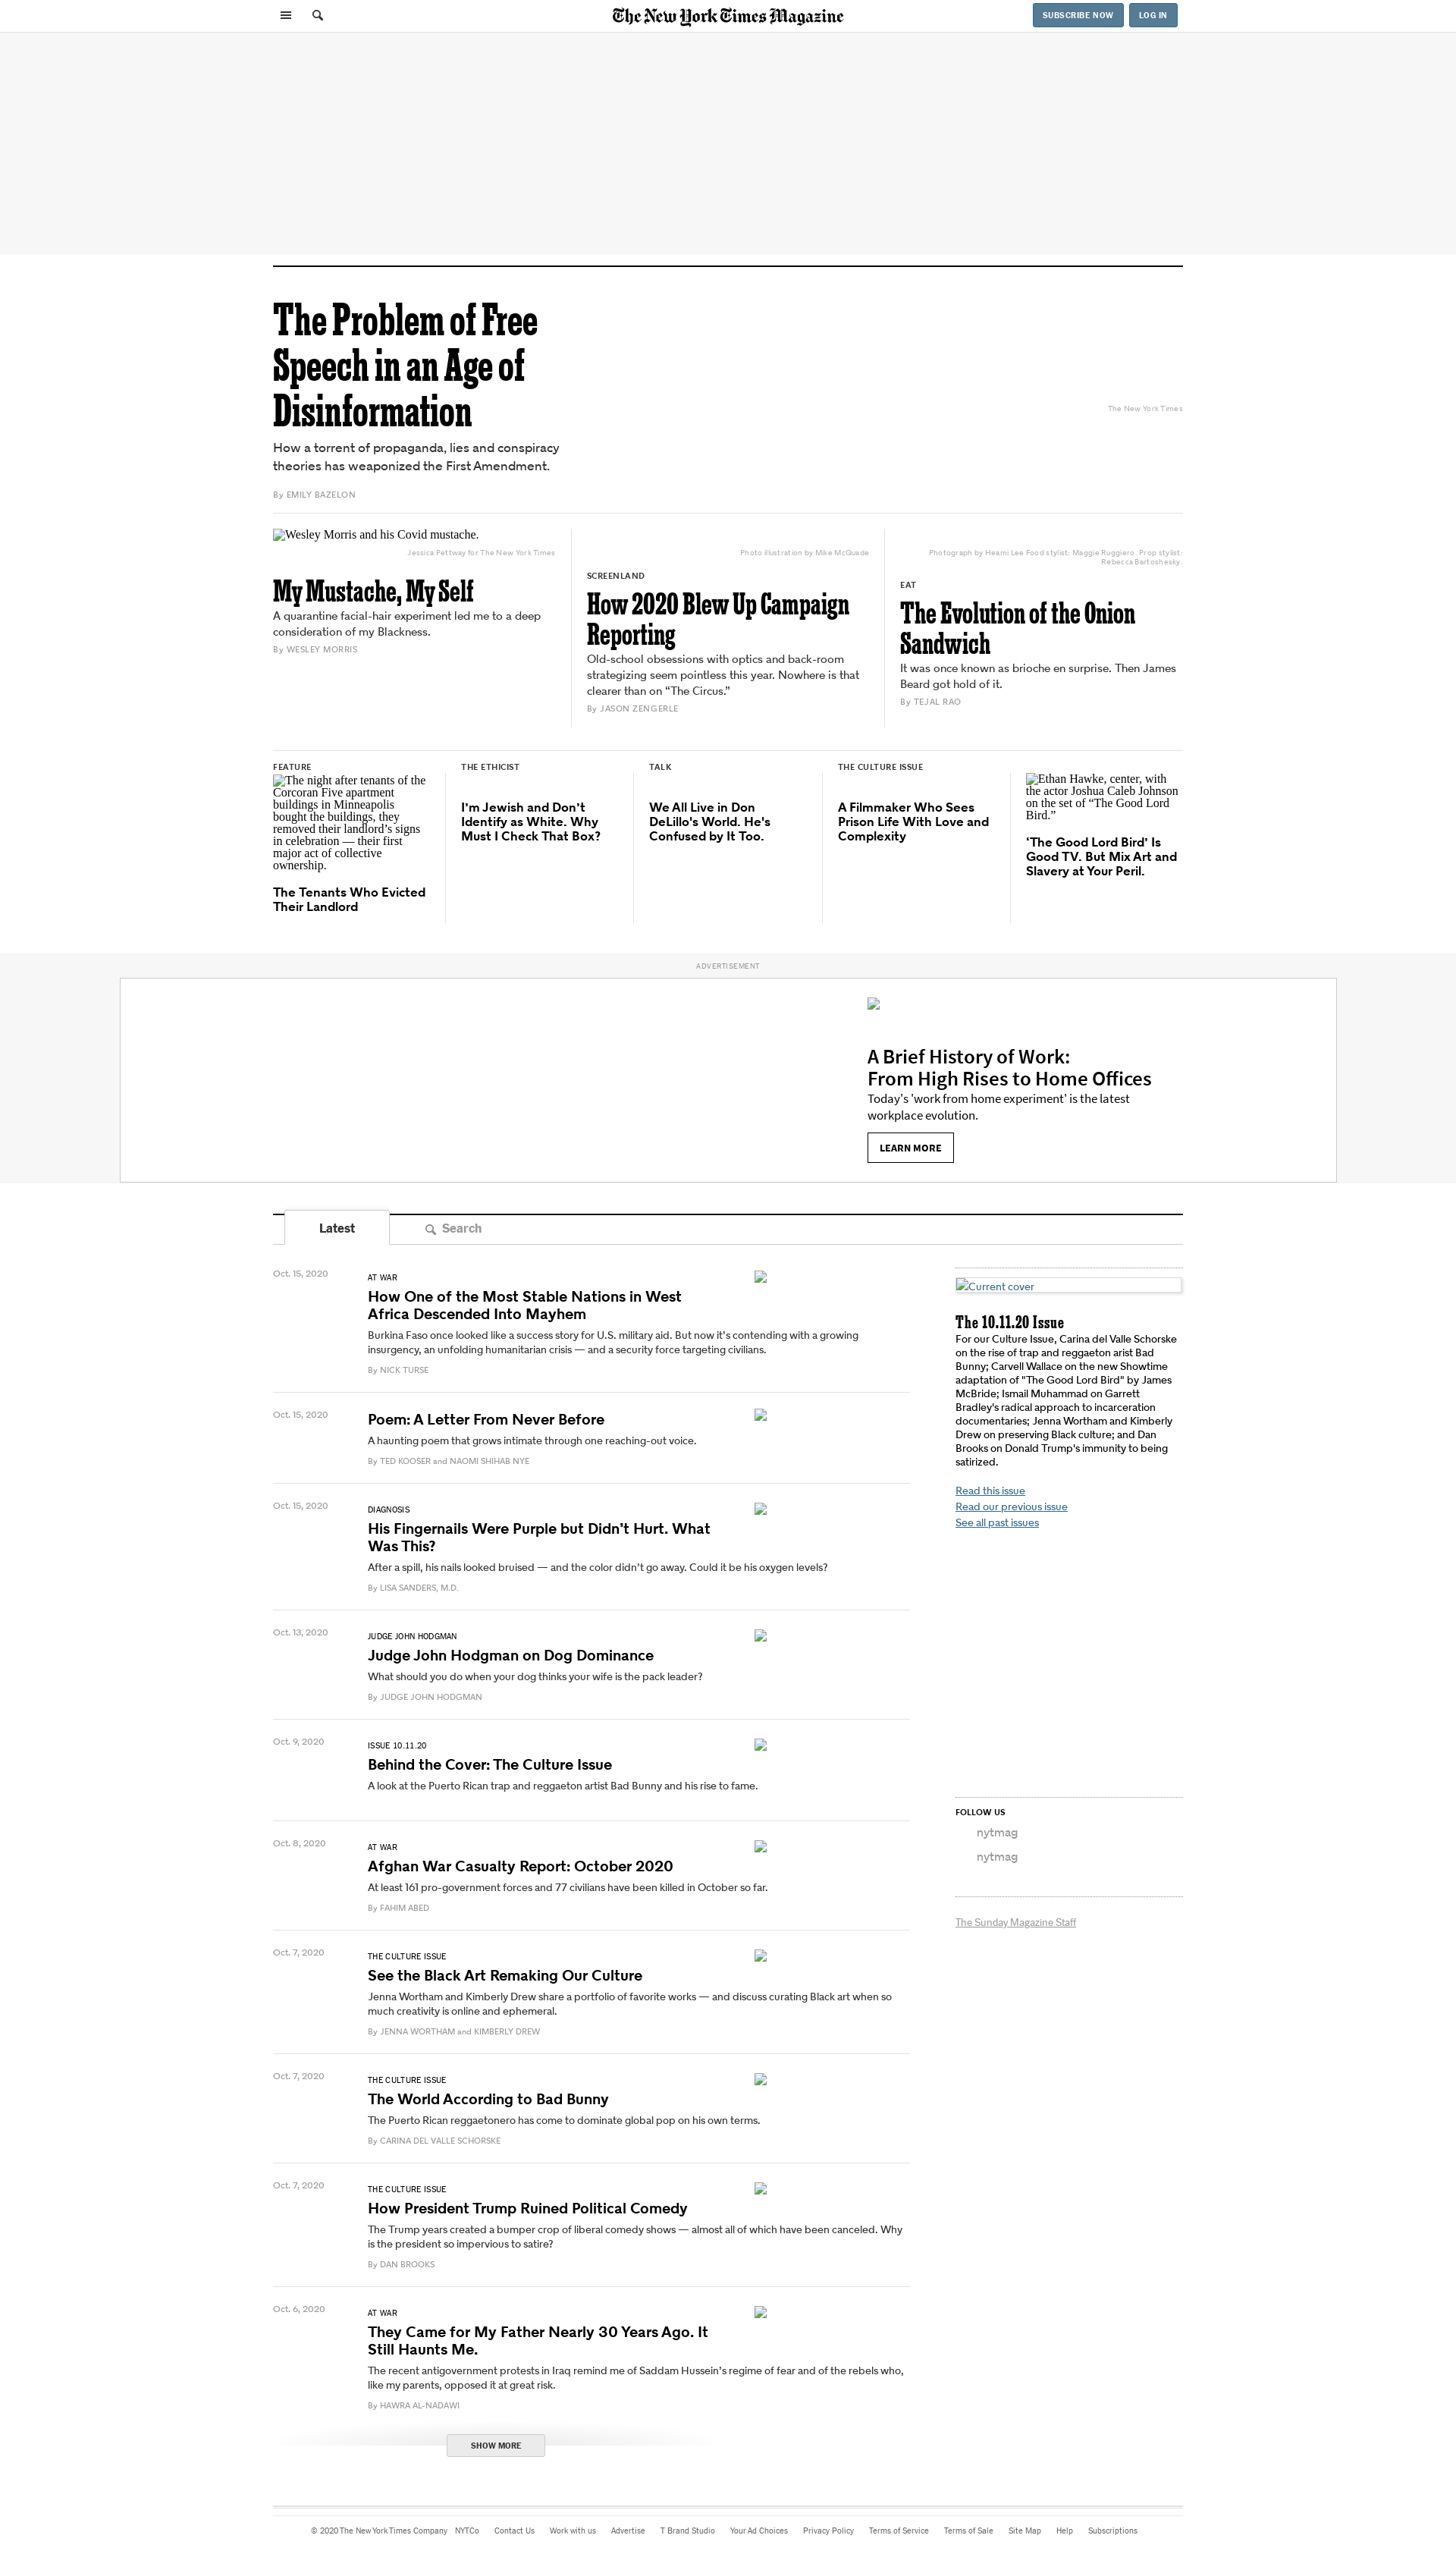 The New York Times Magazine
SUBSCRIBE NOW
LOG IN
The Problem of Free
Speech in an Age of
Disinformation
How a torrent of propaganda, lies and conspiracy
theories has weaponized the First Amendment.
By EMILY BAZELON
The New York Times
Wesley Morris and his Covid mustache.
Jessica Pettway for The New York Times
My Mustache, My Self
A quarantine facial-hair experiment led me to a deep
consideration of my Blackness.
By WESLEY MORRIS
Photo illustration by Mike McQuade
SCREENLAND
How 2020 Blew Up Campaign
Reporting
Old-school obsessions with optics and back-room
strategizing seem pointless this year. Nowhere is that
clearer than on “The Circus.”
By JASON ZENGERLE
Photograph by Heami Lee Food stylist: Maggie Ruggiero. Prop stylist:
Rebecca Bartoshesky.
EAT
The Evolution of the Onion
Sandwich
It was once known as brioche en surprise. Then James
Beard got hold of it.
By TEJAL RAO
FEATURE
The night after tenants of the
Corcoran Five apartment
buildings in Minneapolis
bought the buildings, they
removed their landlord’s signs
in celebration — their first
major act of collective
ownership.
The Tenants Who Evicted
Their Landlord
THE ETHICIST
I’m Jewish and Don’t
Identify as White. Why
Must I Check That Box?
TALK
We All Live in Don
DeLillo's World. He's
Confused by It Too.
THE CULTURE ISSUE
A Filmmaker Who Sees
Prison Life With Love and
Complexity
Ethan Hawke, center, with
the actor Joshua Caleb Johnson
on the set of “The Good Lord
Bird.”
‘The Good Lord Bird’ Is
Good TV. But Mix Art and
Slavery at Your Peril.
ADVERTISEMENT
A Brief History of Work:
From High Rises to Home Offices
Today's 'work from home experiment' is the latest
workplace evolution.
LEARN MORE
Latest
Search
Oct. 15, 2020
AT WAR
How One of the Most Stable Nations in West
Africa Descended Into Mayhem
Burkina Faso once looked like a success story for U.S. military aid. But now it’s contending with a growing
insurgency, an unfolding humanitarian crisis — and a security force targeting civilians.
By NICK TURSE
Oct. 15, 2020
Poem: A Letter From Never Before
A haunting poem that grows intimate through one reaching-out voice.
By TED KOOSER and NAOMI SHIHAB NYE
Oct. 15, 2020
DIAGNOSIS
His Fingernails Were Purple but Didn’t Hurt. What
Was This?
After a spill, his nails looked bruised — and the color didn’t go away. Could it be his oxygen levels?
By LISA SANDERS, M.D.
Oct. 13, 2020
JUDGE JOHN HODGMAN
Judge John Hodgman on Dog Dominance
What should you do when your dog thinks your wife is the pack leader?
By JUDGE JOHN HODGMAN
Oct. 9, 2020
ISSUE 10.11.20
Behind the Cover: The Culture Issue
A look at the Puerto Rican trap and reggaeton artist Bad Bunny and his rise to fame.
Oct. 8, 2020
AT WAR
Afghan War Casualty Report: October 2020
At least 161 pro-government forces and 77 civilians have been killed in October so far.
By FAHIM ABED
Oct. 7, 2020
THE CULTURE ISSUE
See the Black Art Remaking Our Culture
Jenna Wortham and Kimberly Drew share a portfolio of favorite works — and discuss curating Black art when so
much creativity is online and ephemeral.
By JENNA WORTHAM and KIMBERLY DREW
Oct. 7, 2020
THE CULTURE ISSUE
The World According to Bad Bunny
The Puerto Rican reggaetonero has come to dominate global pop on his own terms.
By CARINA DEL VALLE SCHORSKE
Oct. 7, 2020
THE CULTURE ISSUE
How President Trump Ruined Political Comedy
The Trump years created a bumper crop of liberal comedy shows — almost all of which have been canceled. Why
is the president so impervious to satire?
By DAN BROOKS
Oct. 6, 2020
AT WAR
They Came for My Father Nearly 30 Years Ago. It
Still Haunts Me.
The recent antigovernment protests in Iraq remind me of Saddam Hussein’s regime of fear and of the rebels who,
like my parents, opposed it at great risk.
By HAWRA AL-NADAWI
SHOW MORE
Current cover
The 10.11.20 Issue
For our Culture Issue, Carina del Valle Schorske
on the rise of trap and reggaeton arist Bad
Bunny; Carvell Wallace on the new Showtime
adaptation of "The Good Lord Bird" by James
McBride; Ismail Muhammad on Garrett
Bradley's radical approach to incarceration
documentaries; Jenna Wortham and Kimberly
Drew on preserving Black culture; and Dan
Brooks on Donald Trump's immunity to being
satirized.
Read this issue
Read our previous issue
See all past issues
FOLLOW US
nytmag
nytmag
The Sunday Magazine Staff
© 2020 The New York Times Company NYTCo Contact Us Work with us Advertise T Brand Studio Your Ad Choices Privacy Policy Terms of Service Terms of Sale Site Map Help Subscriptions